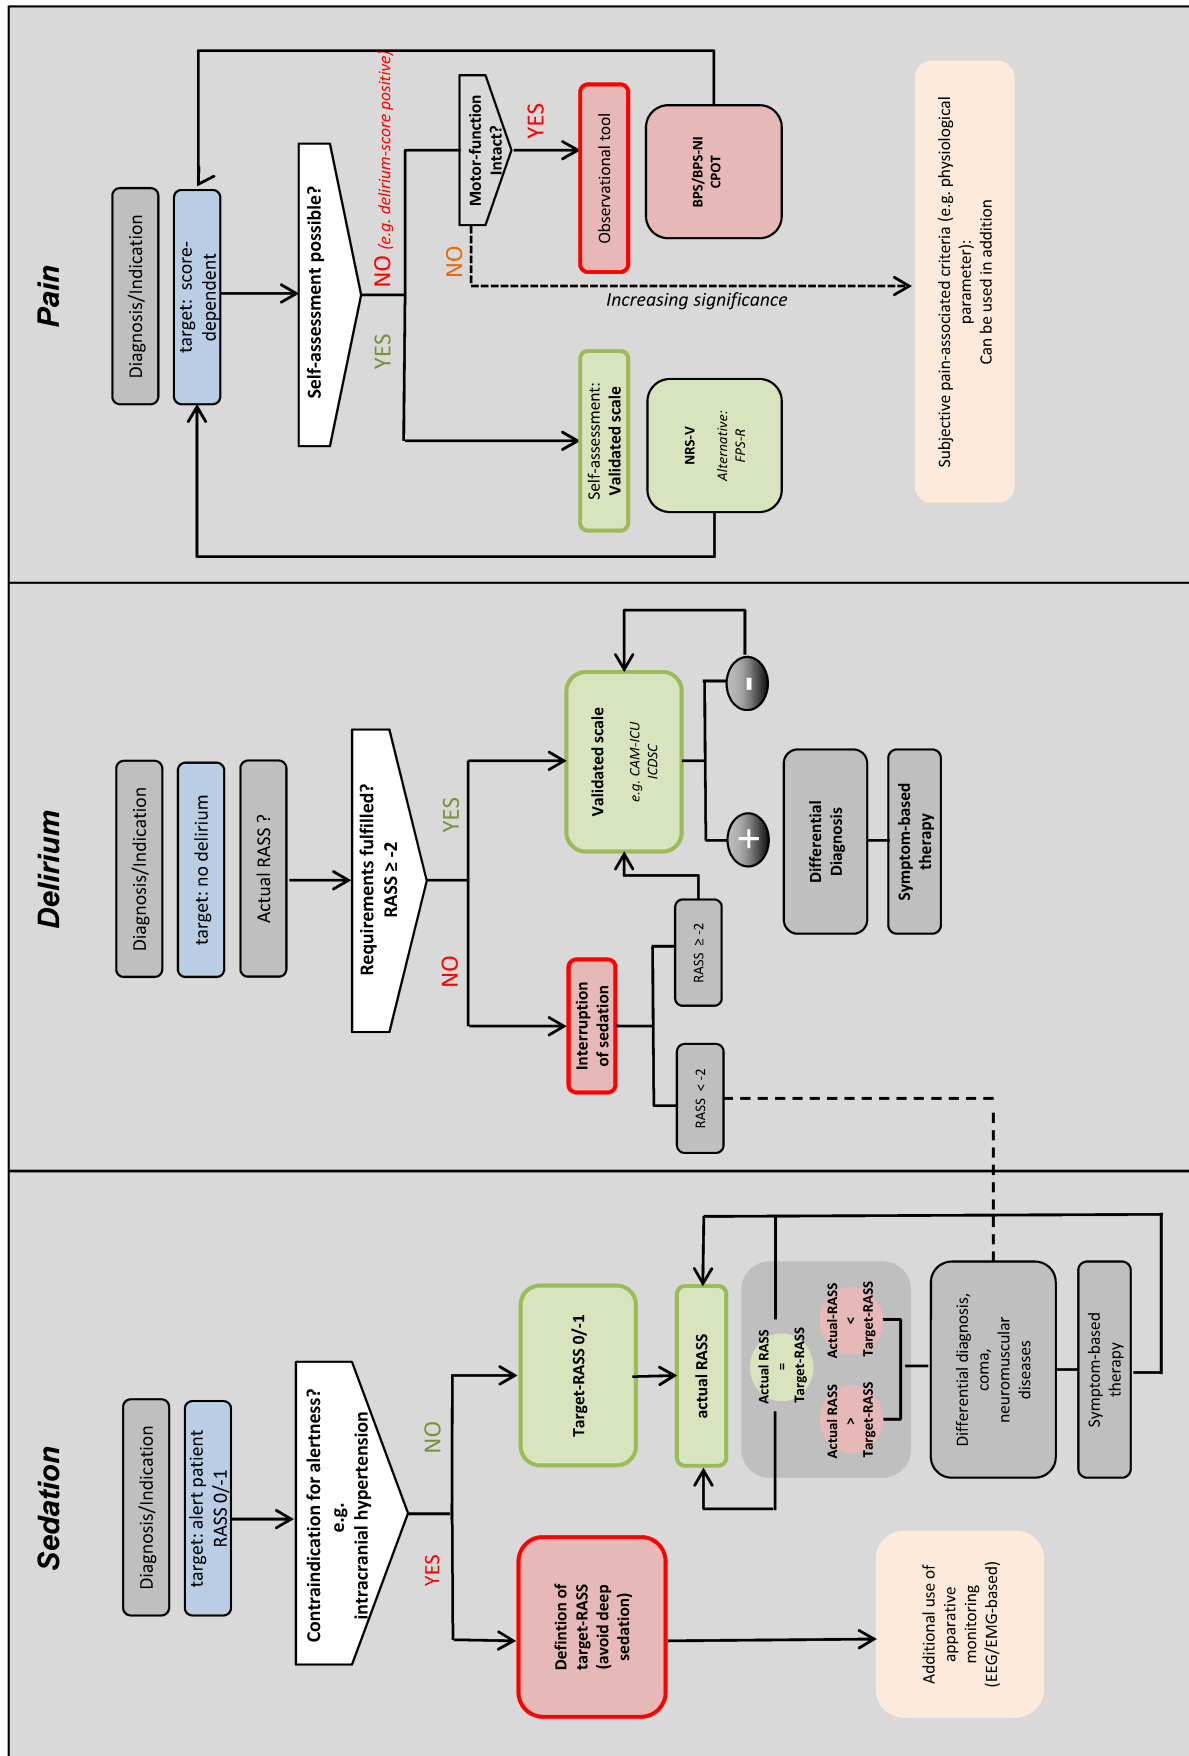 Sedation
Diagnosis/Indication
target: alert patient
RASS 0/-1
Contraindication for alertness?
e.g.
intracranial hypertension
YES
NO
Defintion of
target-RASS
(avoid deep
sedation)
Target-RASS 0/-1
actual RASS
Actual RASS
=
Target-RASS
Actual RASS
>
Target-RASS
Actual-RASS
<
Target-RASS
Additional use of
apparative
monitoring
(EEG/EMG-based)
Differential diagnosis,
coma,
neuromuscular
diseases
Symptom-based
therapy
Delirium
Diagnosis/Indication
target: no delirium
Actual RASS ?
Requirements fulfilled?
RASS ≥ -2
NO
YES
Interruption
of sedation
Validated scale
e.g. CAM-ICU
ICDSC
RASS < -2
RASS ≥ -2
+
-
Differential
Diagnosis
Symptom-based
therapy
Pain
Diagnosis/Indication
target: score-
dependent
Self-assessment possible?
YES
NO (e.g. delirium-score positive)
Motor-function
Intact?
NO
YES
Self-assessment:
Validated scale
Observational tool
NRS-V
Alternative:
FPS-R
BPS/BPS-NI
CPOT
Increasing significance
Subjective pain-associated criteria (e.g. physiological
parameter):
Can be used in addition